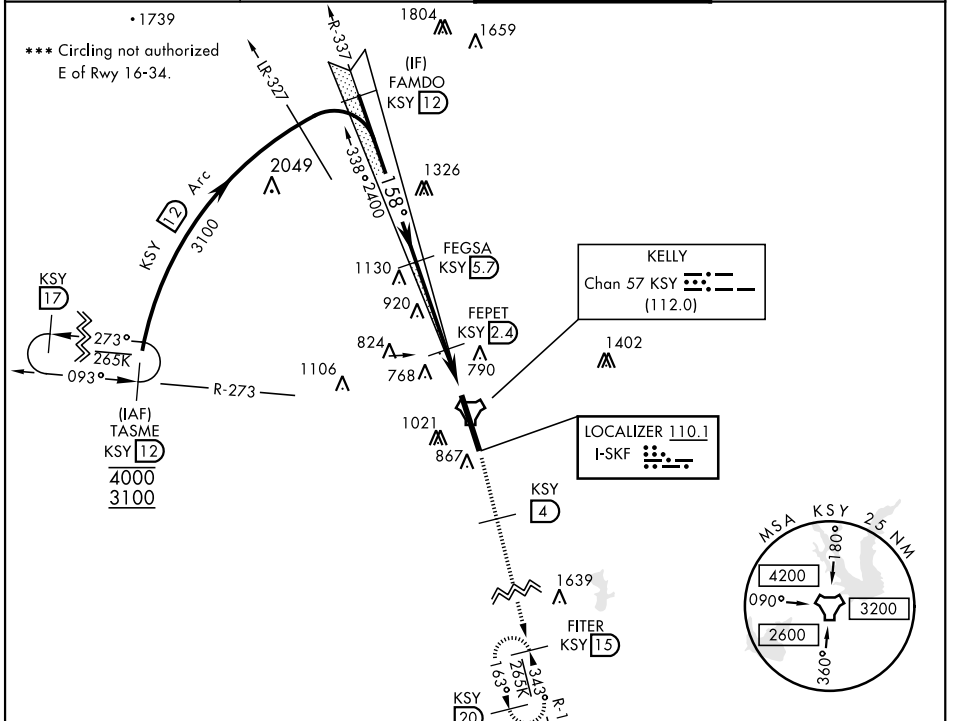 1739
*** Circling not authorized
E of Rwy 16-34.
1804
1659
R-337
(IF)
FAMDO
KSY 12
LR-327
2049
338° 2400
158°
1326
KSY 12 Arc
3100
FEGSA
KSY 5.7
1130
920
FEPET
KSY 2.4
824
768
790
KELLY
Chan 57 KSY
(112.0)
1402
KSY
17
273°
265K
093°
R-273
1106
(IAF)
TASME
KSY 12
4000
3100
1021
867
LOCALIZER 110.1
I-SKF
KSY
4
1639
FITER
KSY 15
163°
265K
343°
R-1
KSY
20
MSA KSY 25 NM
180°
4200
090°
3200
2600
360°